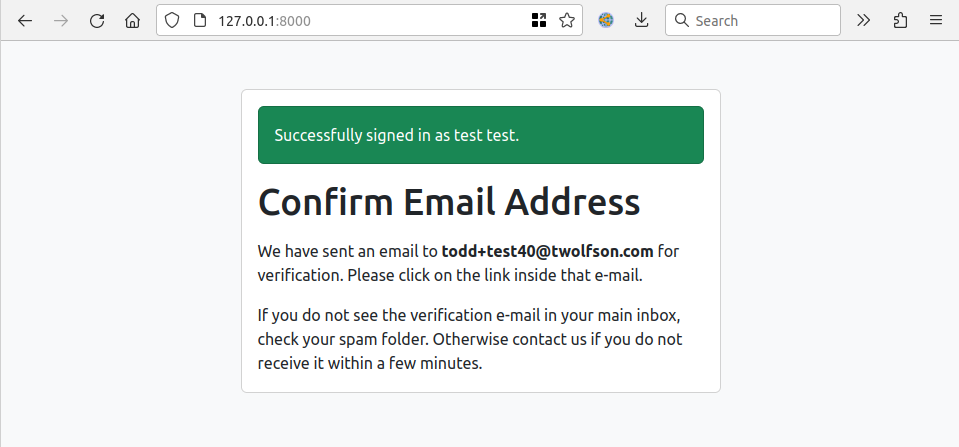 127.0.0.1:8000
Search
Successfully signed in as test test.
Confirm Email Address
We have sent an email to todd+test40@twolfson.com for
verification. Please click on the link inside that e-mail.
If you do not see the verification e-mail in your main inbox,
check your spam folder. Otherwise contact us if you do not
receive it within a few minutes.